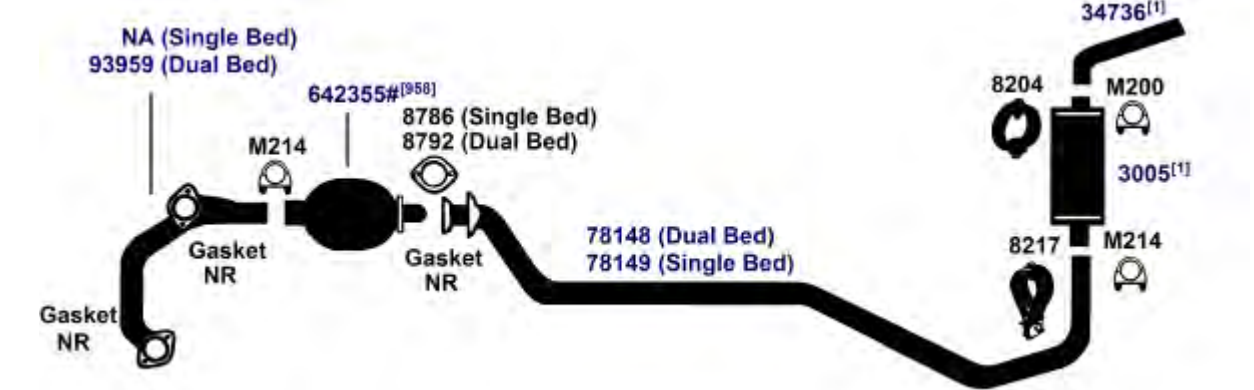 NA (Single Bed)
93959 (Dual Bed)
642355#[958]
8786 (Single Bed)
8792 (Dual Bed)
M214
Gasket
NR
Gasket
NR
Gasket
NR
78148 (Dual Bed)
78149 (Single Bed)
34736[1]
8204
M200
3005[1]
8217
M214